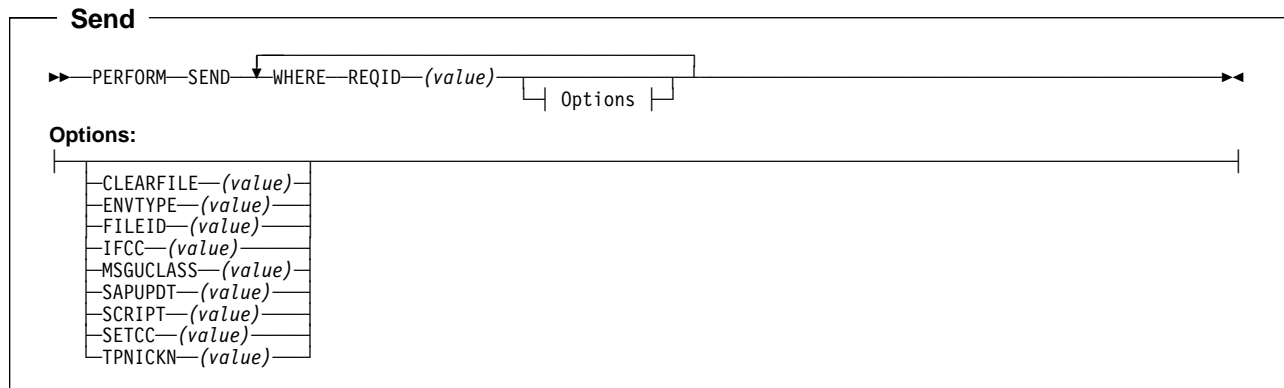 Send
PERFORM SEND WHERE REQID (value)
Options
Options:
CLEARFILE (value)
ENVTYPE (value)
FILEID (value)
IFCC (value)
MSGUCLASS (value)
SAPUPDT (value)
SCRIPT (value)
SETCC (value)
TPNICKN (value)